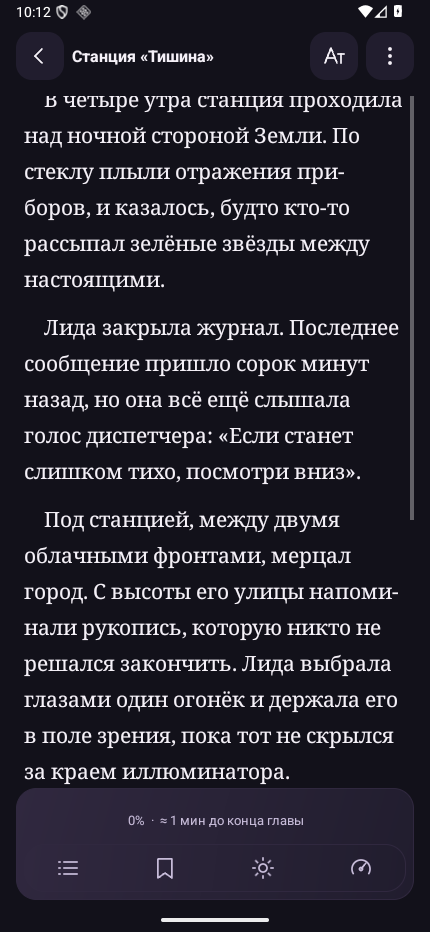 10:12
Станция «Тишина»
В четыре утра станция проходила
над ночной стороной Земли. По
стеклу плыли отражения при-
боров, и казалось, будто кто-то
рассыпал зелёные звёзды между
настоящими.
Лида закрыла журнал. Последнее
сообщение пришло сорок минут
назад, но она всё ещё слышала
голос диспетчера: «Если станет
слишком тихо, посмотри вниз».
Под станцией, между двумя
облачными фронтами, мерцал
город. С высоты его улицы напоми-
нали рукопись, которую никто не
решался закончить. Лида выбрала
глазами один огонёк и держала его
в поле зрения, пока тот не скрылся
за краем иллюминатора.
0% · ≈ 1 мин до конца главы